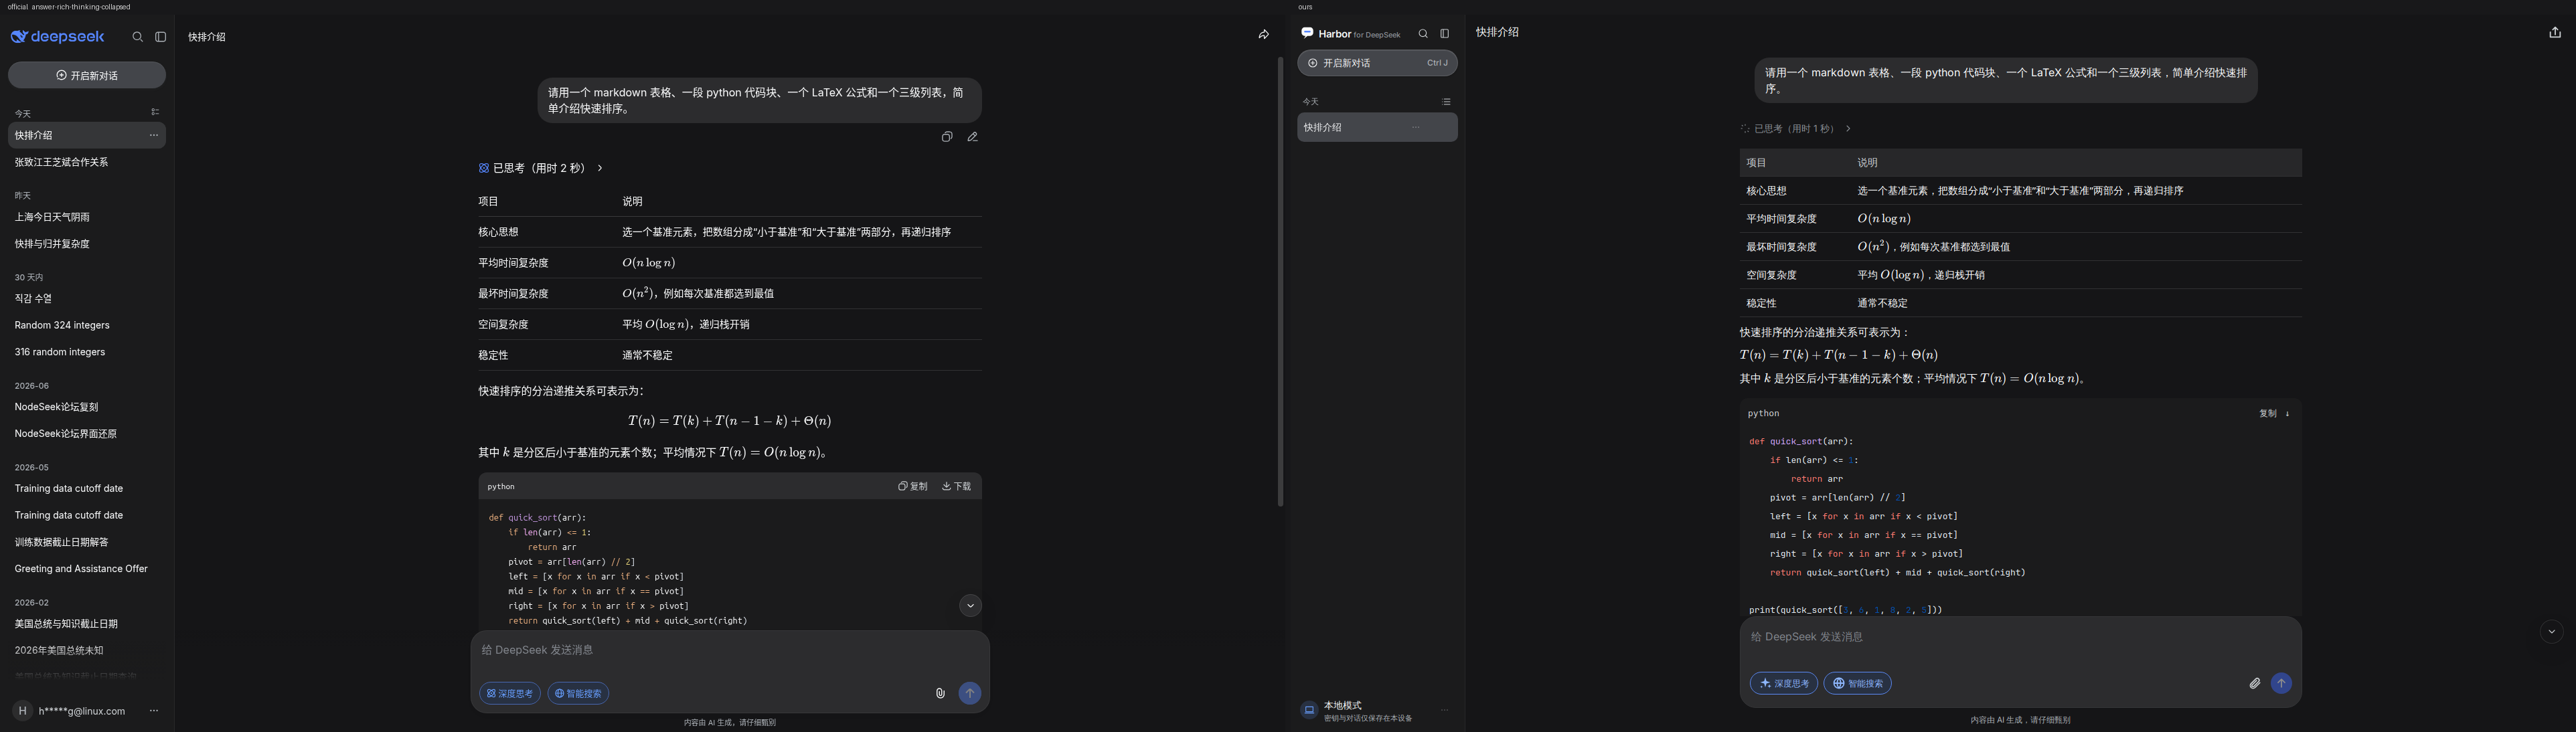 official answer-rich-thinking-collapsed
deepseek
开启新对话
今天
快排介绍
张致江王芝斌合作关系
昨天
上海今日天气阴雨
快排与归并复杂度
30 天内
직감 수열
Random 324 integers
316 random integers
2026-06
NodeSeek论坛复刻
NodeSeek论坛界面还原
2026-05
Training data cutoff date
Training data cutoff date
训练数据截止日期解答
Greeting and Assistance Offer
2026-02
美国总统与知识截止日期
2026年美国总统未知
H h*****g@linux.com
快排介绍
请用一个 markdown 表格、一段 python 代码块、一个 LaTeX 公式和一个三级列表，简
单介绍快速排序。
已思考（用时 2 秒）
项目 说明
核心思想 选一个基准元素，把数组分成“小于基准”和“大于基准”两部分，再递归排序
平均时间复杂度 O(n log n)
最坏时间复杂度 O(n²)，例如每次基准都选到最值
空间复杂度 平均 O(log n)，递归栈开销
稳定性 通常不稳定
快速排序的分治递推关系可表示为：
T(n) = T(k) + T(n − 1 − k) + Θ(n)
其中 k 是分区后小于基准的元素个数；平均情况下 T(n) = O(n log n)。
python 复制 下载
def quick_sort(arr):
    if len(arr) <= 1:
        return arr
    pivot = arr[len(arr) // 2]
    left = [x for x in arr if x < pivot]
    mid = [x for x in arr if x == pivot]
    right = [x for x in arr if x > pivot]
    return quick_sort(left) + mid + quick_sort(right)
给 DeepSeek 发送消息
深度思考 智能搜索
内容由 AI 生成，请仔细甄别
ours
Harbor for DeepSeek
开启新对话 Ctrl J
今天
快排介绍
本地模式
密钥与对话仅保存在本设备
快排介绍
请用一个 markdown 表格、一段 python 代码块、一个 LaTeX 公式和一个三级列表，简单介绍快速排
序。
已思考（用时 1 秒）
项目 说明
核心思想 选一个基准元素，把数组分成“小于基准”和“大于基准”两部分，再递归排序
平均时间复杂度 O(n log n)
最坏时间复杂度 O(n²)，例如每次基准都选到最值
空间复杂度 平均 O(log n)，递归栈开销
稳定性 通常不稳定
快速排序的分治递推关系可表示为：
T(n) = T(k) + T(n − 1 − k) + Θ(n)
其中 k 是分区后小于基准的元素个数；平均情况下 T(n) = O(n log n)。
python 复制 ↓
def quick_sort(arr):
    if len(arr) <= 1:
        return arr
    pivot = arr[len(arr) // 2]
    left = [x for x in arr if x < pivot]
    mid = [x for x in arr if x == pivot]
    right = [x for x in arr if x > pivot]
    return quick_sort(left) + mid + quick_sort(right)
print(quick_sort([3, 6, 1, 8, 2, 5]))
给 DeepSeek 发送消息
深度思考 智能搜索
内容由 AI 生成，请仔细甄别